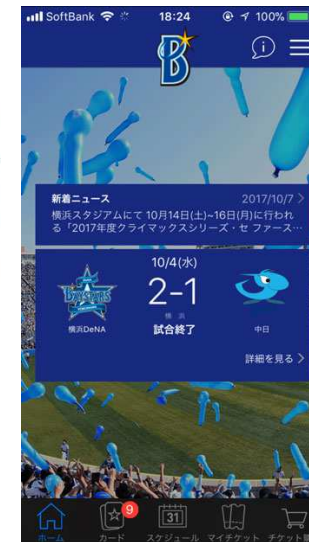 SoftBank 18:24 100%
B
新着ニュース 2017/10/7 >
横浜スタジアムにて 10月14日(土)~16日(月)に行われ
る「2017年度クライマックスシリーズ・セ ファース…
10/4(水)
BAYSTARS 2-1
横 浜
横浜DeNA 試合終了 中日
詳細を見る >
9
31
ホーム カード スケジュール マイチケット チケット購